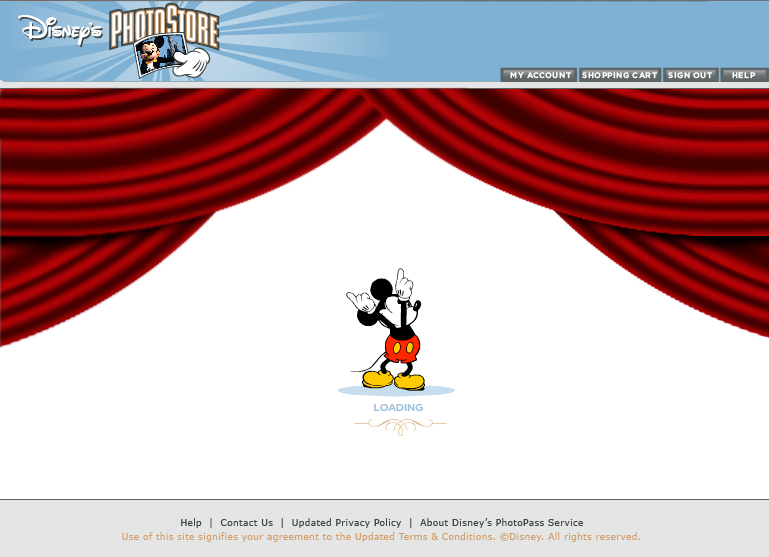 Disney's PHOTOSTORE
MY ACCOUNT SHOPPING CART SIGN OUT HELP
LOADING
Help | Contact Us | Updated Privacy Policy | About Disney's PhotoPass Service
Use of this site signifies your agreement to the Updated Terms & Conditions. ©Disney. All rights reserved.